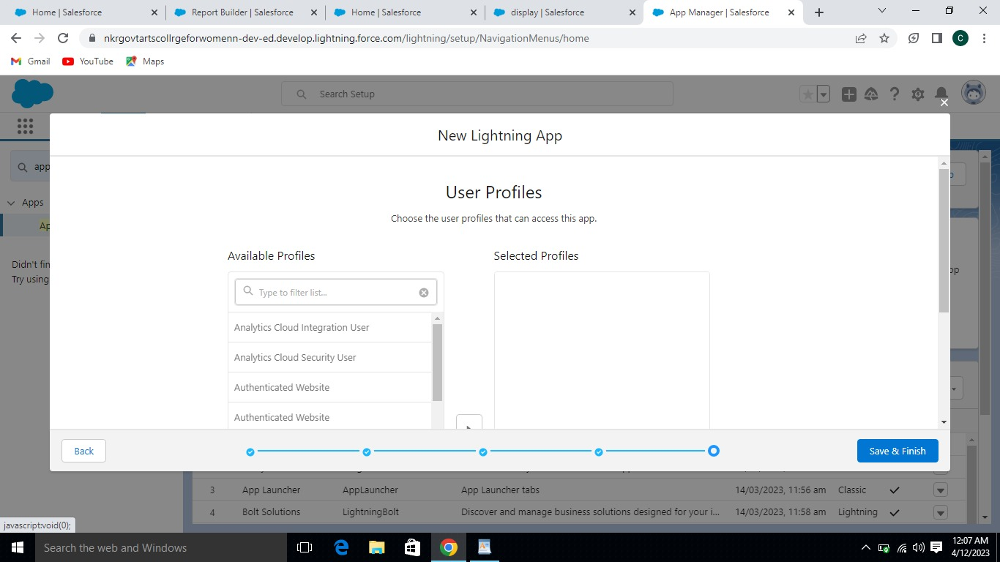 Home | Salesforce
Report Builder | Salesforce
Home | Salesforce
display | Salesforce
App Manager | Salesforce
nkrgovtartscollrgeforwomenn-dev-ed.develop.lightning.force.com/lightning/setup/NavigationMenus/home
C
Gmail
YouTube
Maps
Search Setup
New Lightning App
app
User Profiles
Apps
Choose the user profiles that can access this app.
Ap
Available Profiles
Selected Profiles
Didn't fin
Try using
op
Type to filter list...
Analytics Cloud Integration User
Analytics Cloud Security User
Authenticated Website
Authenticated Website
Back
Save & Finish
3 App Launcher AppLauncher App Launcher tabs 14/03/2023, 11:56 am Classic
4 Bolt Solutions LightningBolt Discover and manage business solutions designed for your i... 14/03/2023, 11:58 am Lightning
javascript:void(0);
Search the web and Windows
12:07 AM
4/12/2023